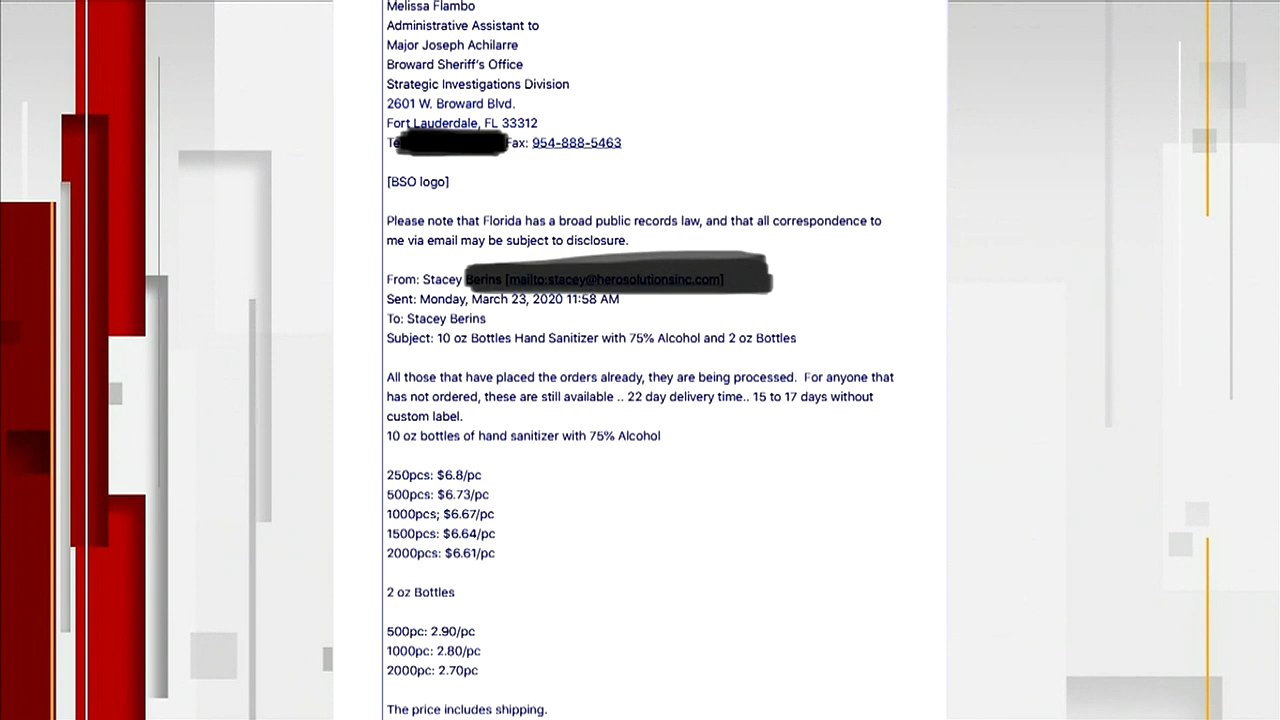 Melissa Flambo
Administrative Assistant to
Major Joseph Achilarre
Broward Sheriff's Office
Strategic Investigations Division
2601 W. Broward Blvd.
Fort Lauderdale, FL 33312
Te Fax: 954-888-5463
[BSO logo]
Please note that Florida has a broad public records law, and that all correspondence to
me via email may be subject to disclosure.
From: Stacey
Sent: Monday, March 23, 2020 11:58 AM
To: Stacey Berins
Subject: 10 oz Bottles Hand Sanitizer with 75% Alcohol and 2 oz Bottles
All those that have placed the orders already, they are being processed.  For anyone that
has not ordered, these are still available .. 22 day delivery time.. 15 to 17 days without
custom label.
10 oz bottles of hand sanitizer with 75% Alcohol
250pcs: $6.8/pc
500pcs: $6.73/pc
1000pcs; $6.67/pc
1500pcs: $6.64/pc
2000pcs: $6.61/pc
2 oz Bottles
500pc: 2.90/pc
1000pc: 2.80/pc
2000pc: 2.70pc
The price includes shipping.